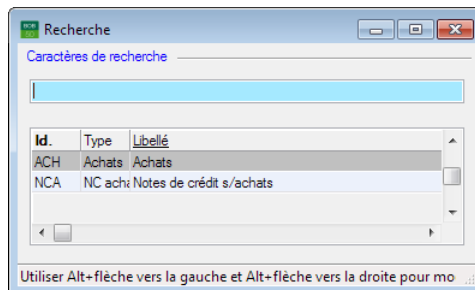 Recherche
Caractères de recherche
Id. Type Libellé
ACH Achats Achats
NCA NC acha Notes de crédit s/achats
Utiliser Alt+flèche vers la gauche et Alt+flèche vers la droite pour mo